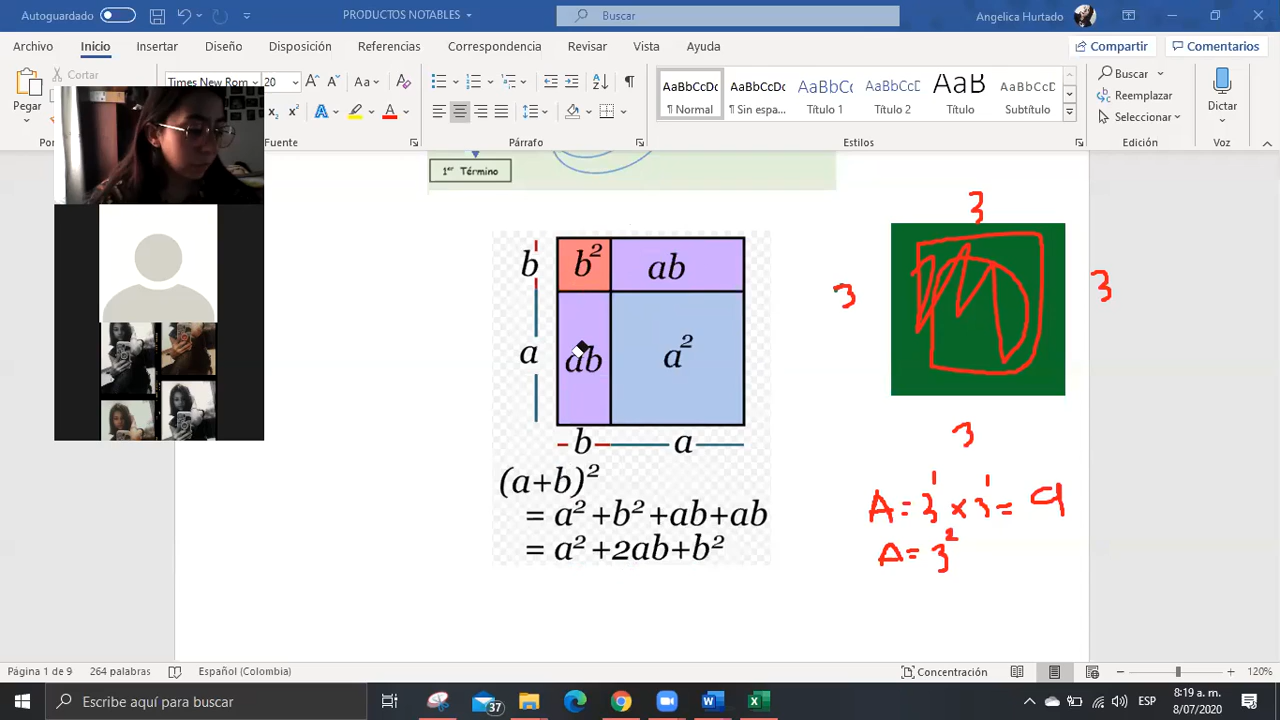 Autoguardado
PRODUCTOS NOTABLES
Buscar
Angelica Hurtado
Archivo
Inicio
Insertar
Diseño
Disposición
Referencias
Correspondencia
Revisar
Vista
Ayuda
Compartir
Comentarios
Pegar
Cortar
Times New Rom
20
Aa
AaBbCcDc
AaBbCcDc
AaBbCc
AaBbCcD
AaB
AaBbCcD
¶ Normal
¶ Sin espa...
Título 1
Título 2
Título
Subtítulo
Buscar
Reemplazar
Seleccionar
Dictar
Fuente
Párrafo
Estilos
Edición
Voz
1er Término
b
b²
ab
a
ab
a²
b
a
(a+b)²
= a² +b² +ab+ab
= a² +2ab+b²
3
3
3
3
A = 3¹ x 3¹ = 9
A = 3²
Página 1 de 9
264 palabras
Español (Colombia)
Concentración
120%
Escribe aquí para buscar
37
ESP
8:19 a. m.
8/07/2020